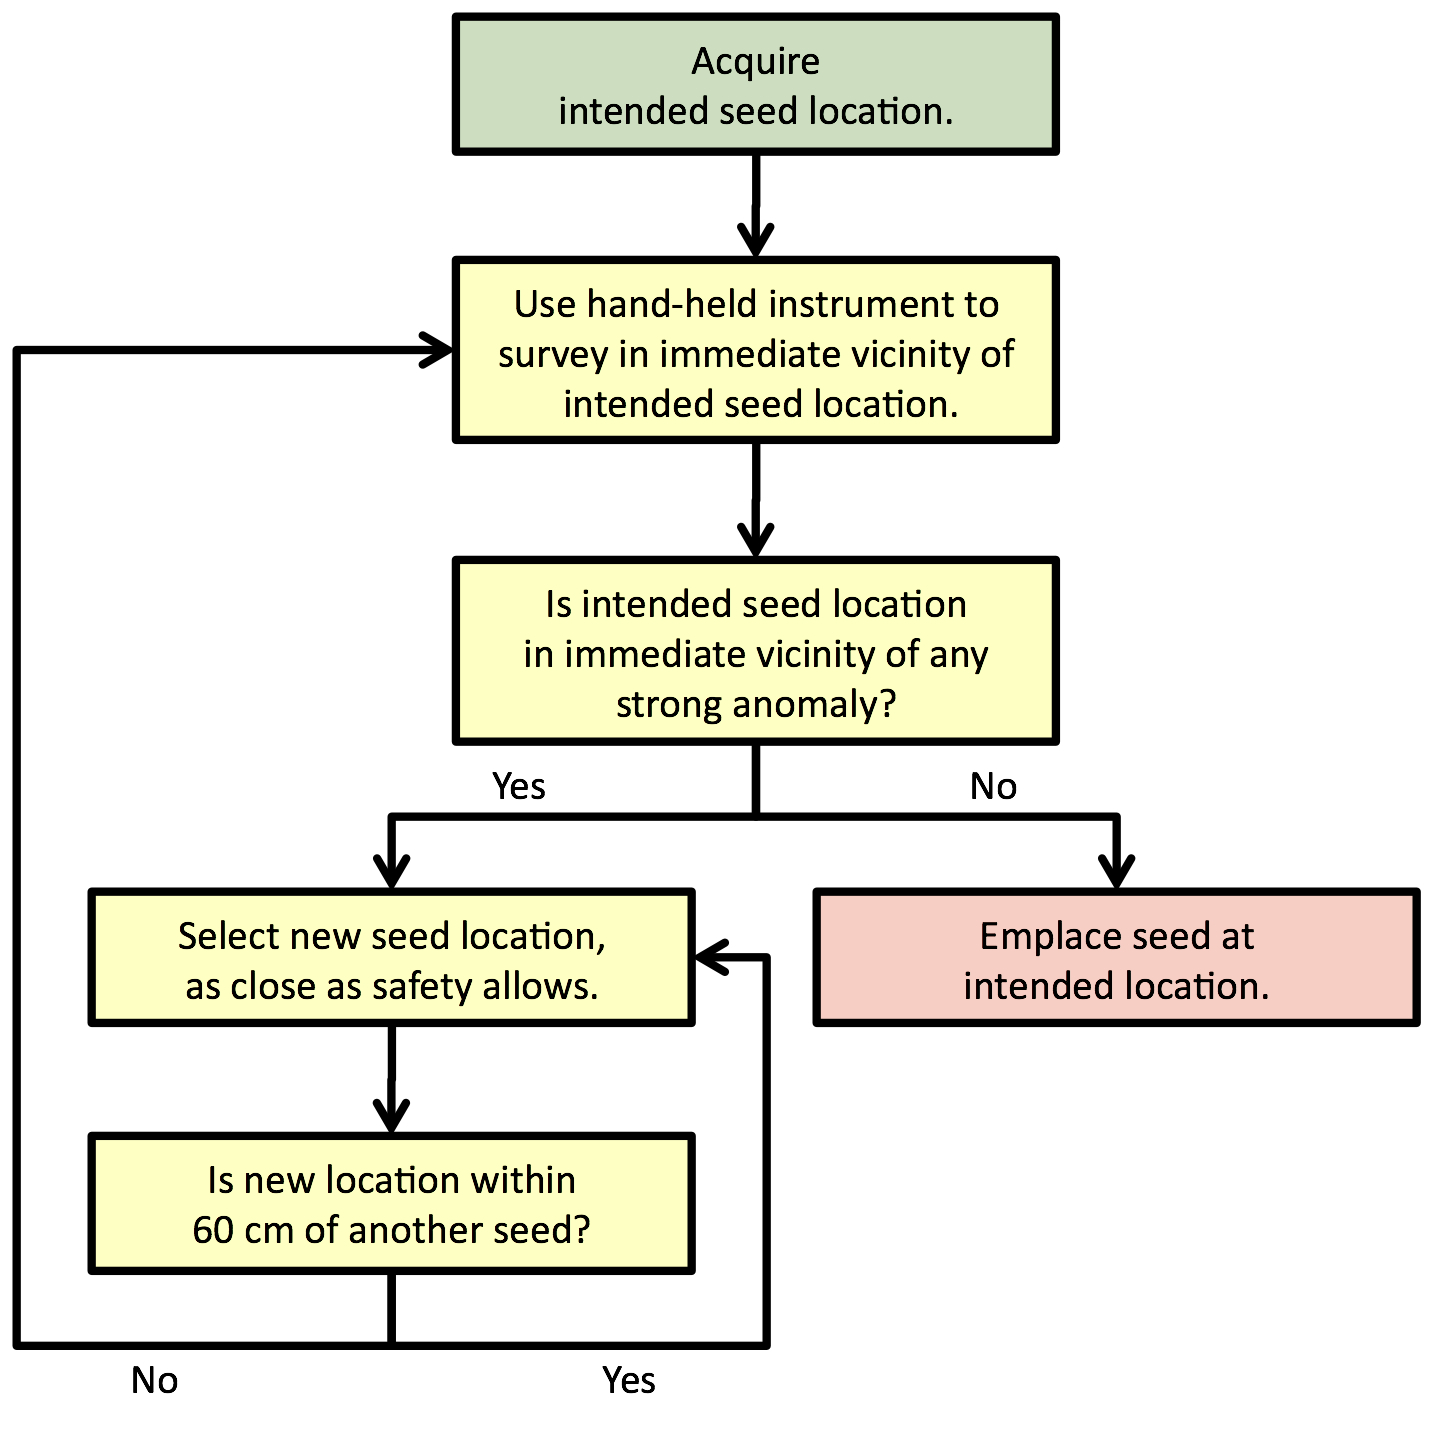 Acquire
intended seed location.
Use hand-held instrument to
survey in immediate vicinity of
intended seed location.
Is intended seed location
in immediate vicinity of any
strong anomaly?
Yes
No
Select new seed location,
as close as safety allows.
Emplace seed at
intended location.
Is new location within
60 cm of another seed?
No
Yes